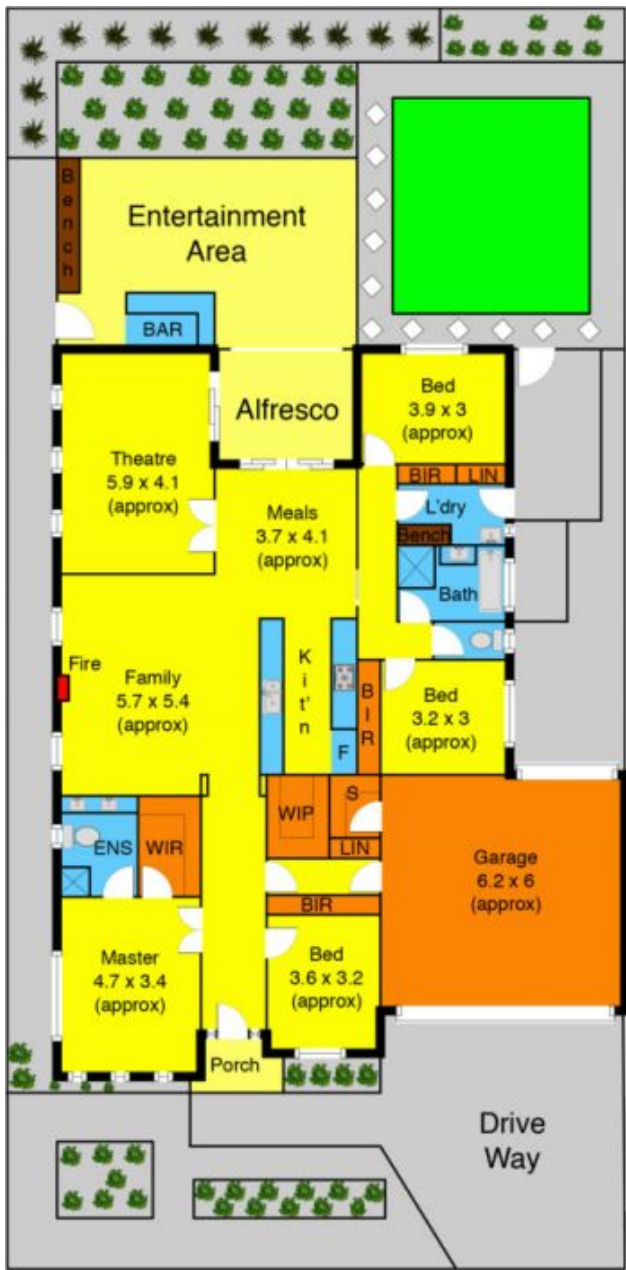 Bench
Entertainment
Area
BAR
Alfresco
Bed
3.9 x 3
(approx)
Theatre
5.9 x 4.1
(approx)
Meals
3.7 x 4.1
(approx)
BIR
LIN
L'dry
Bench
Bath
Fire
Family
5.7 x 5.4
(approx)
Kit'n
F
BIR
Bed
3.2 x 3
(approx)
ENS
WIR
WIP
S
LIN
Garage
6.2 x 6
(approx)
BIR
Master
4.7 x 3.4
(approx)
Bed
3.6 x 3.2
(approx)
Porch
Drive
Way